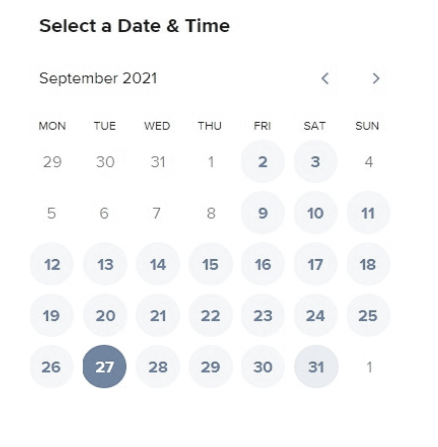 Select a Date & Time
September 2021
MON TUE WED THU FRI SAT SUN
29 30 31 1 2 3 4
5 6 7 8 9 10 11
12 13 14 15 16 17 18
19 20 21 22 23 24 25
26 27 28 29 30 31 1